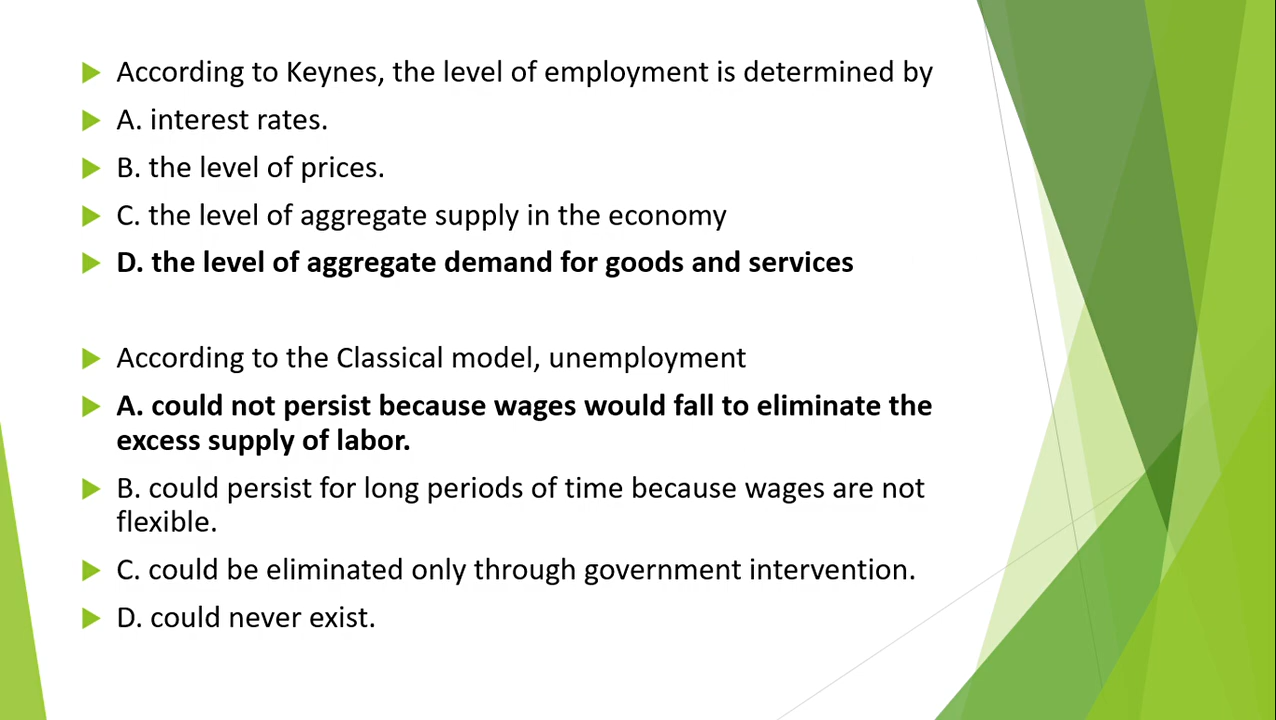 According to Keynes, the level of employment is determined by
A. interest rates.
B. the level of prices.
C. the level of aggregate supply in the economy
D. the level of aggregate demand for goods and services
According to the Classical model, unemployment
A. could not persist because wages would fall to eliminate the
excess supply of labor.
B. could persist for long periods of time because wages are not
flexible.
C. could be eliminated only through government intervention.
D. could never exist.